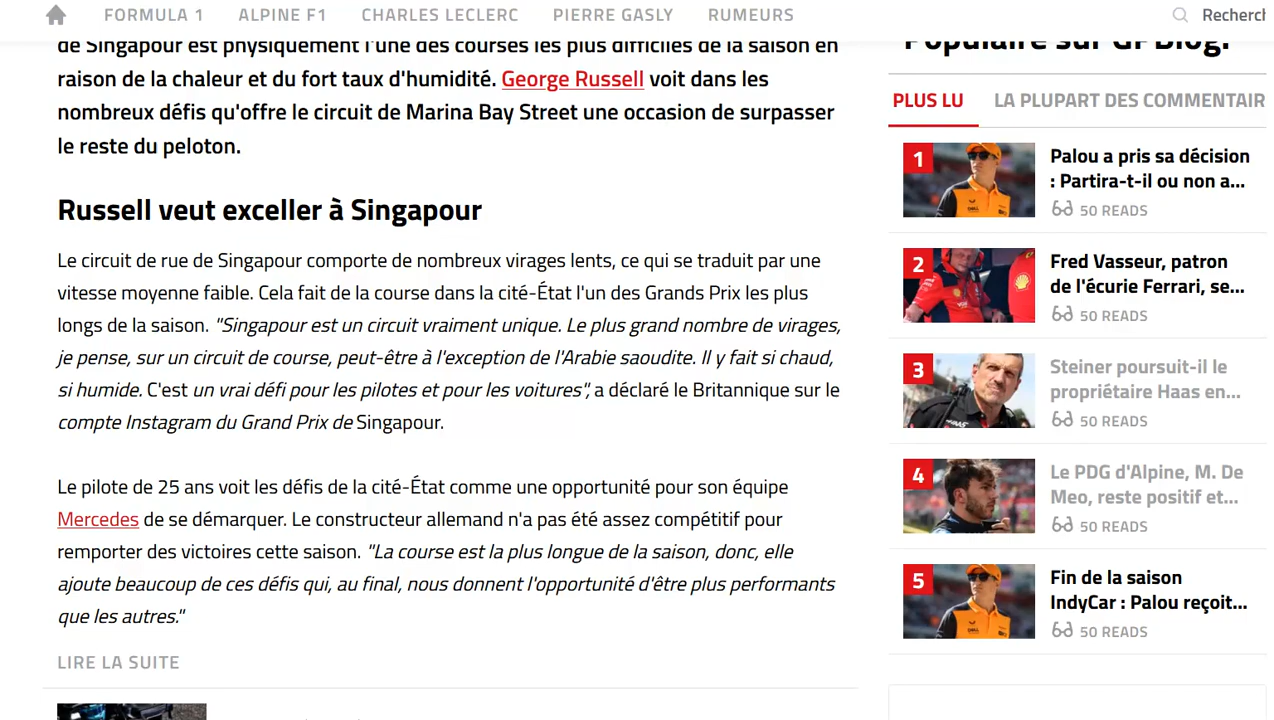 FORMULA 1 ALPINE F1 CHARLES LECLERC PIERRE GASLY RUMEURS Recherch
de Singapour est physiquement l'une des courses les plus difficiles de la saison en
raison de la chaleur et du fort taux d'humidité. George Russell voit dans les
nombreux défis qu'offre le circuit de Marina Bay Street une occasion de surpasser
le reste du peloton.
Russell veut exceller à Singapour
Le circuit de rue de Singapour comporte de nombreux virages lents, ce qui se traduit par une
vitesse moyenne faible. Cela fait de la course dans la cité-État l'un des Grands Prix les plus
longs de la saison. "Singapour est un circuit vraiment unique. Le plus grand nombre de virages,
je pense, sur un circuit de course, peut-être à l'exception de l'Arabie saoudite. Il y fait si chaud,
si humide. C'est un vrai défi pour les pilotes et pour les voitures", a déclaré le Britannique sur le
compte Instagram du Grand Prix de Singapour.
Le pilote de 25 ans voit les défis de la cité-État comme une opportunité pour son équipe
Mercedes de se démarquer. Le constructeur allemand n'a pas été assez compétitif pour
remporter des victoires cette saison. "La course est la plus longue de la saison, donc, elle
ajoute beaucoup de ces défis qui, au final, nous donnent l'opportunité d'être plus performants
que les autres."
LIRE LA SUITE
Populaire sur GPBlog!
PLUS LU LA PLUPART DES COMMENTAIR
1
Palou a pris sa décision
: Partira-t-il ou non a...
50 READS
2
Fred Vasseur, patron
de l'écurie Ferrari, se...
50 READS
3
Steiner poursuit-il le
propriétaire Haas en...
50 READS
4
Le PDG d'Alpine, M. De
Meo, reste positif et...
50 READS
5
Fin de la saison
IndyCar : Palou reçoit...
50 READS